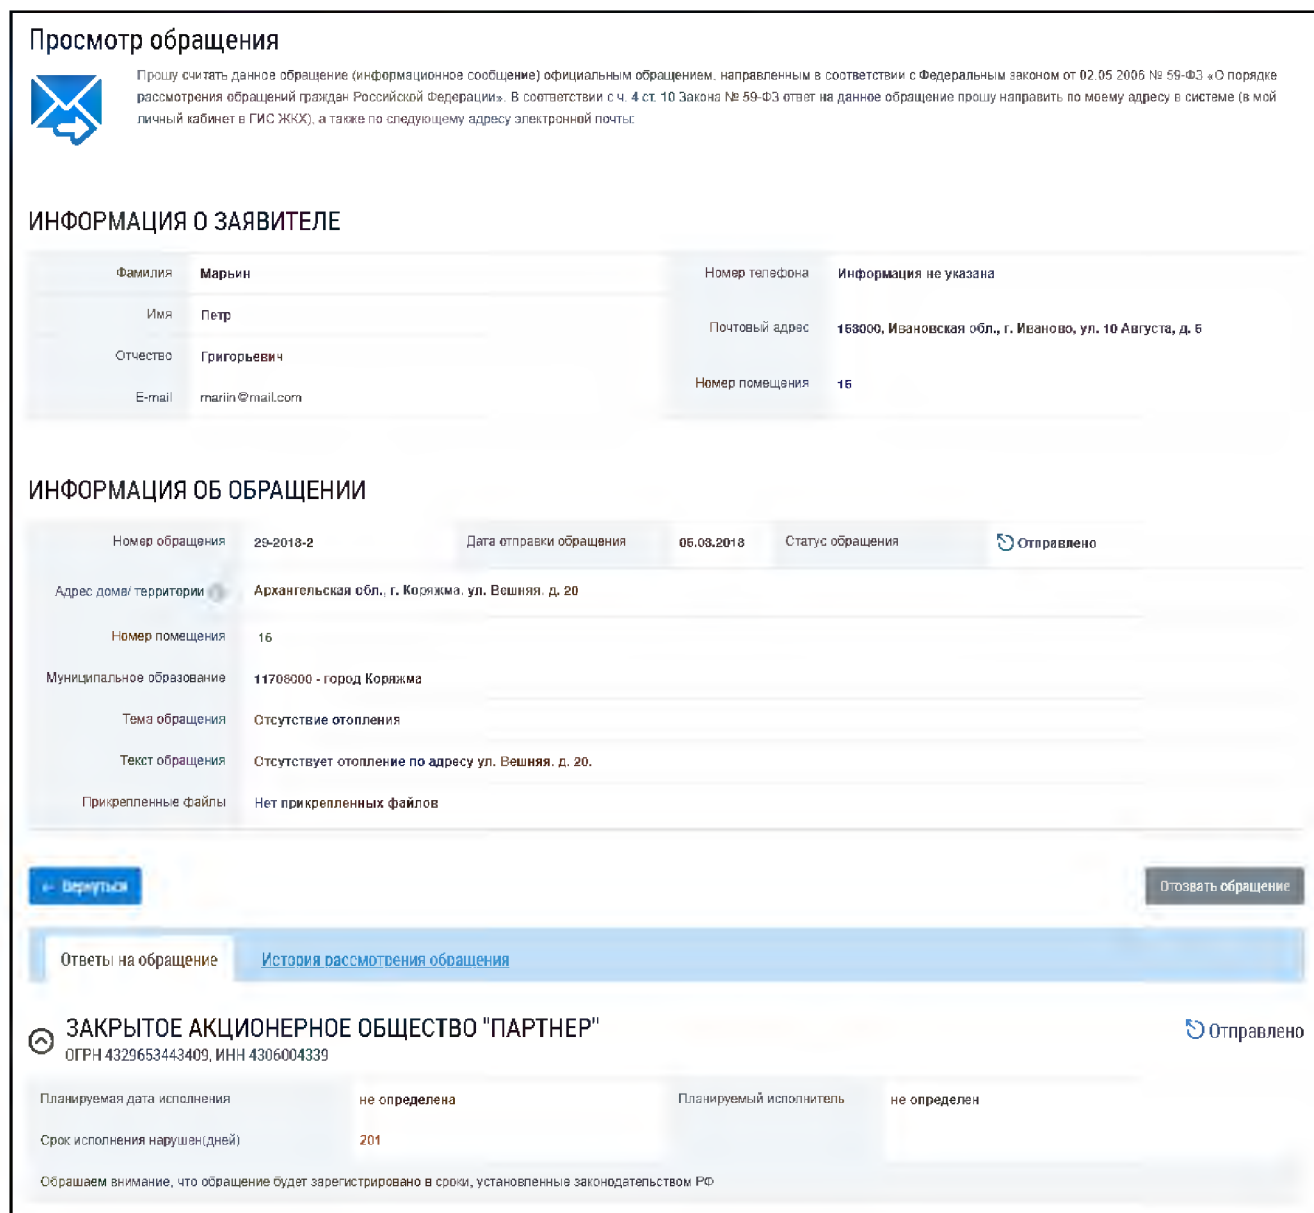 Просмотр обращения
Прошу считать данное обращение (информационное сообщение) официальным обращением, направленным в соответствии с Федеральным законом от 02.05.2006 № 59-ФЗ «О порядке
рассмотрения обращений граждан Российской Федерации». В соответствии с ч. 4 ст. 10 Закона № 59-ФЗ ответ на данное обращение прошу направить по моему адресу в системе (в мой
личный кабинет в ГИС ЖКХ), а также по следующему адресу электронной почты:
ИНФОРМАЦИЯ О ЗАЯВИТЕЛЕ
Фамилия Марьин
Номер телефона Информация не указана
Имя Петр
Почтовый адрес 153000, Ивановская обл., г. Иваново, ул. 10 Августа, д. 5
Отчество Григорьевич
Номер помещения 15
E-mail mariin@mail.com
ИНФОРМАЦИЯ ОБ ОБРАЩЕНИИ
Номер обращения 29-2018-2 Дата отправки обращения 05.03.2018 Статус обращения Отправлено
Адрес дома/ территории Архангельская обл., г. Коряжма, ул. Вешняя, д. 20
Номер помещения 15
Муниципальное образование 11708000 - город Коряжма
Тема обращения Отсутствие отопления
Текст обращения Отсутствует отопление по адресу ул. Вешняя, д. 20.
Прикрепленные файлы Нет прикрепленных файлов
← Вернуться
Отозвать обращение
Ответы на обращение История рассмотрения обращения
ЗАКРЫТОЕ АКЦИОНЕРНОЕ ОБЩЕСТВО "ПАРТНЕР"
Отправлено
ОГРН 4329653443409, ИНН 4306004339
Планируемая дата исполнения не определена Планируемый исполнитель не определен
Срок исполнения нарушен(дней) 201
Обращаем внимание, что обращение будет зарегистрировано в сроки, установленные законодательством РФ